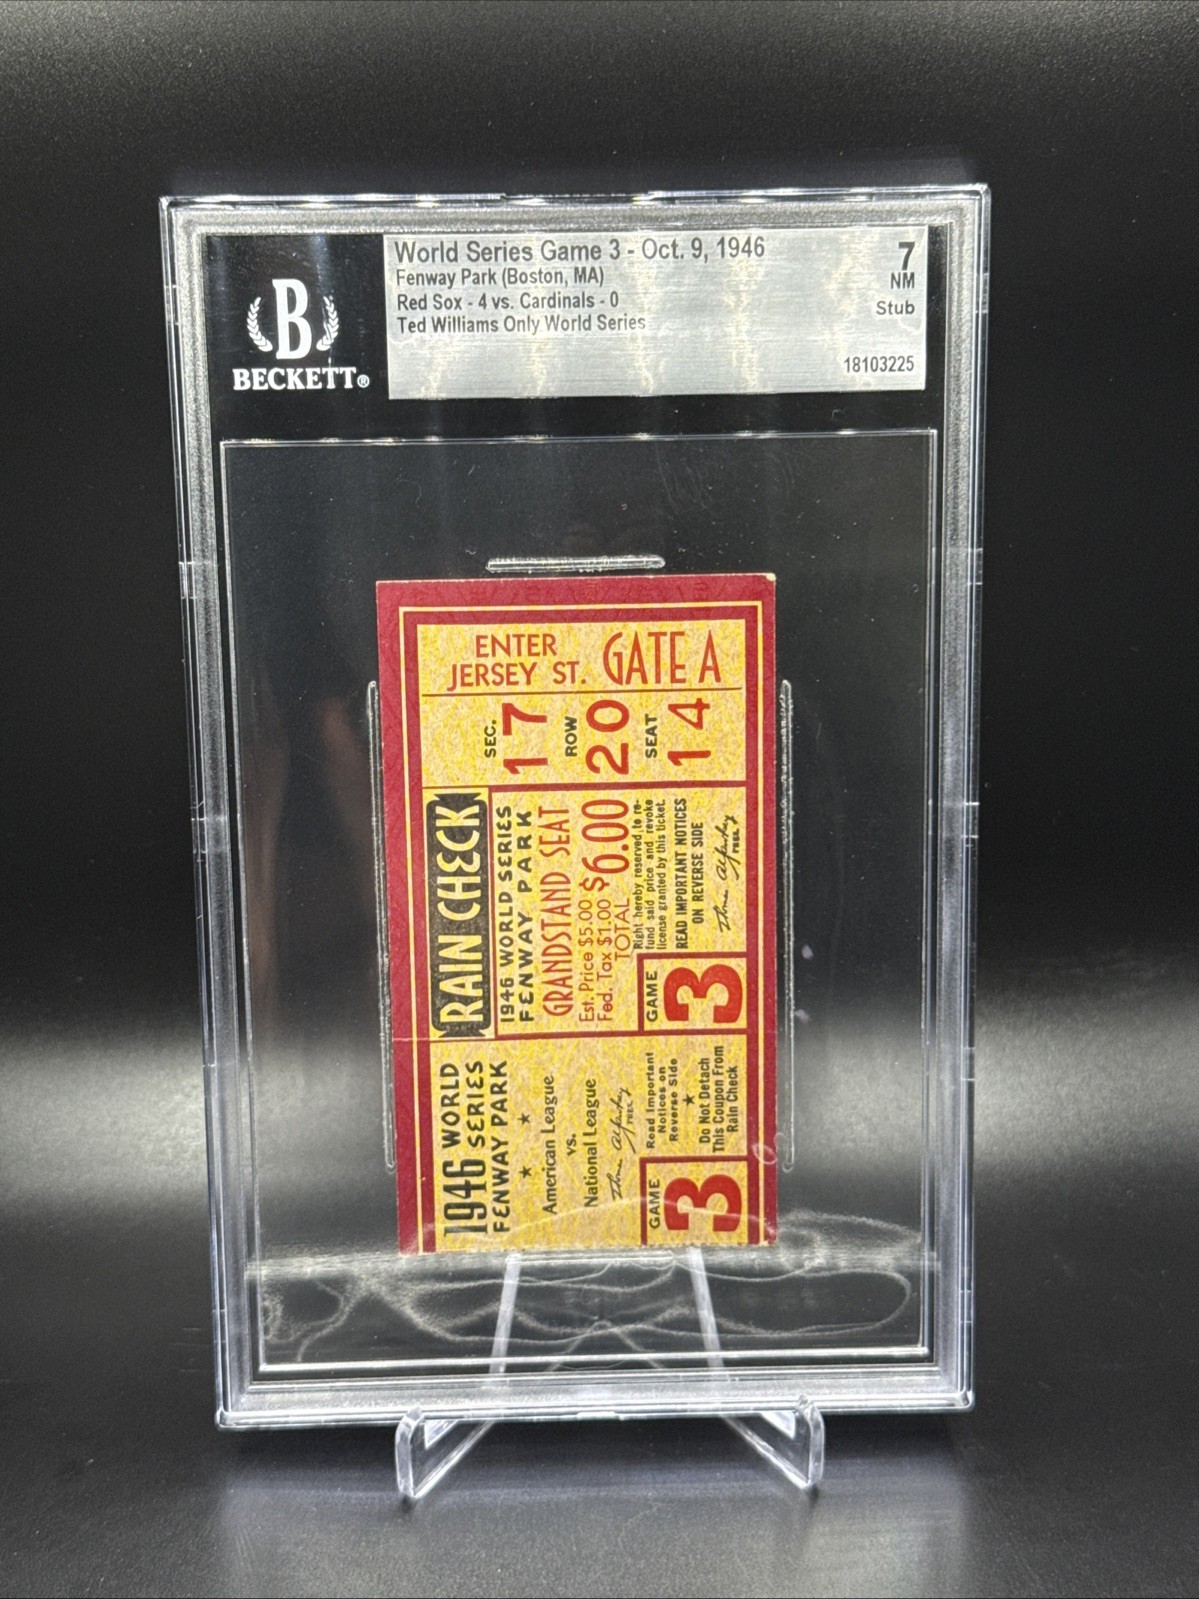 World Series Game 3 - Oct. 9, 1946
Fenway Park (Boston, MA)
Red Sox - 4 vs. Cardinals - 0
Ted Williams Only World Series
7
NM
Stub
18103225
B
BECKETT®
ENTER
JERSEY ST. GATE A
SEC.
17
ROW
20
SEAT
14
RAIN CHECK
1946 WORLD SERIES
FENWAY PARK
GRANDSTAND SEAT
Est. Price $5.00
Fed. Tax $1.00
TOTAL
$6.00
Right hereby reserved to re-
fund said price and revoke
license granted by this ticket.
READ IMPORTANT NOTICES
ON REVERSE SIDE
GAME
3
1946 WORLD
SERIES
FENWAY PARK
★ ★
American League
vs.
National League
Read Important
Notices on
Reverse Side
★
Do Not Detach
This Coupon From
Rain Check
GAME
3